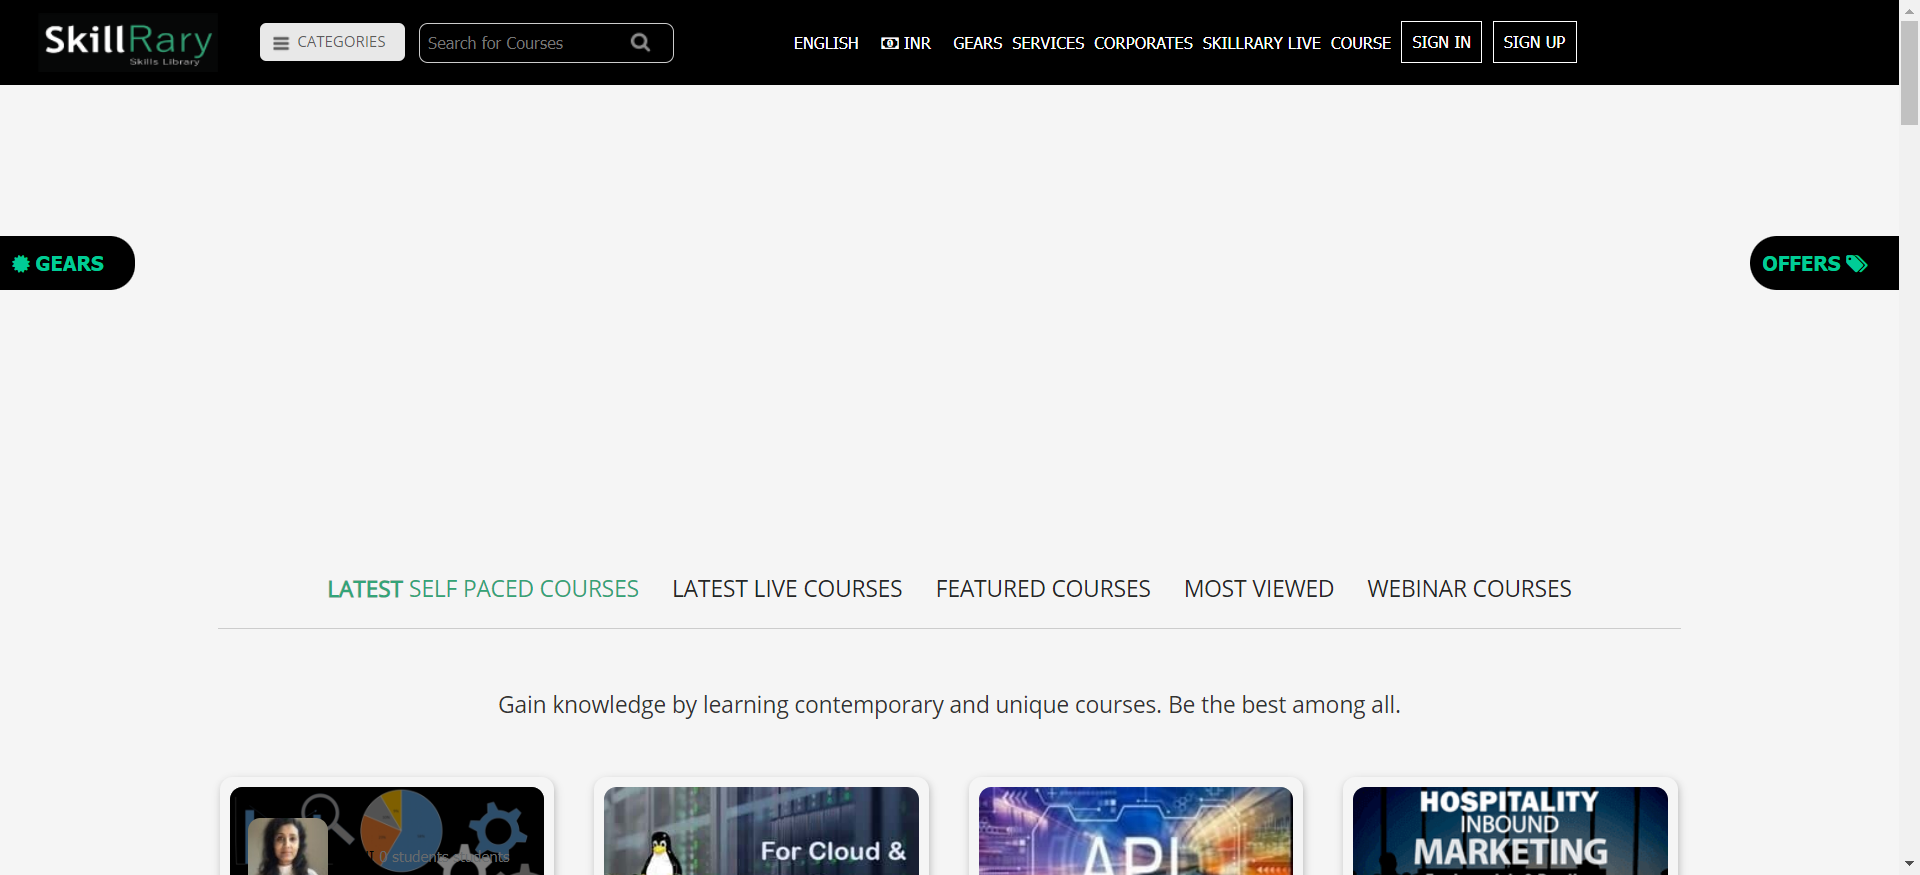 SkillRary
Skills Library
CATEGORIES
Search for Courses
ENGLISH INR GEARS SERVICES CORPORATES SKILLRARY LIVE COURSE SIGN IN SIGN UP
GEARS
OFFERS
LATEST SELF PACED COURSES LATEST LIVE COURSES FEATURED COURSES MOST VIEWED WEBINAR COURSES
Gain knowledge by learning contemporary and unique courses. Be the best among all.
0 students students
For Cloud &
API
HOSPITALITY
INBOUND
MARKETING